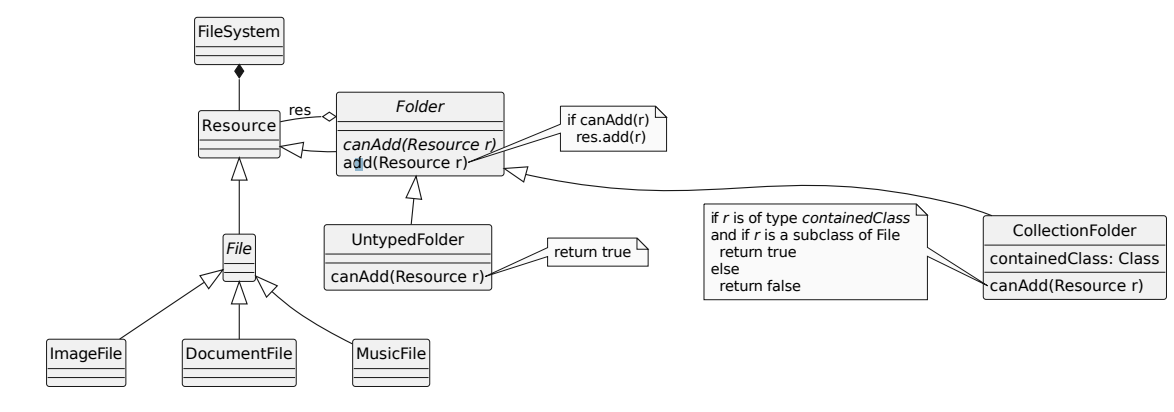 FileSystem
res
Folder
Resource
canAdd(Resource r)
add(Resource r)
if canAdd(r)
res.add(r)
File
UntypedFolder
canAdd(Resource r)
return true
if r is of type containedClass
and if r is a subclass of File
return true
else
return false
CollectionFolder
containedClass: Class
canAdd(Resource r)
ImageFile
DocumentFile
MusicFile